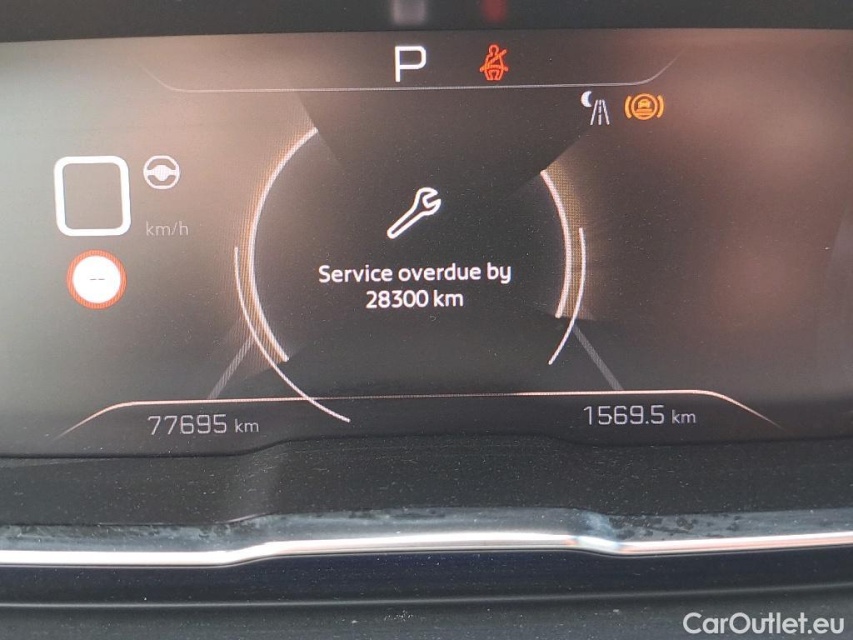 P
km/h
--
Service overdue by
28300 km
77695 km
1569.5 km
CarOutlet.eu